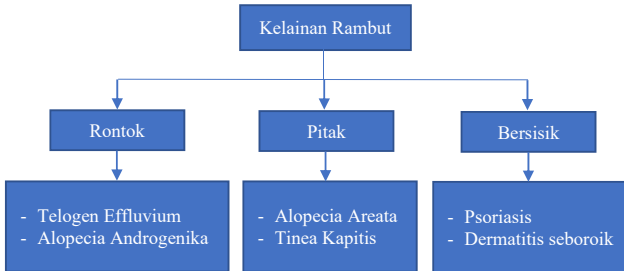 Kelainan Rambut
Rontok
Pitak
Bersisik
- Telogen Effluvium
- Alopecia Androgenika
- Alopecia Areata
- Tinea Kapitis
- Psoriasis
- Dermatitis seboroik